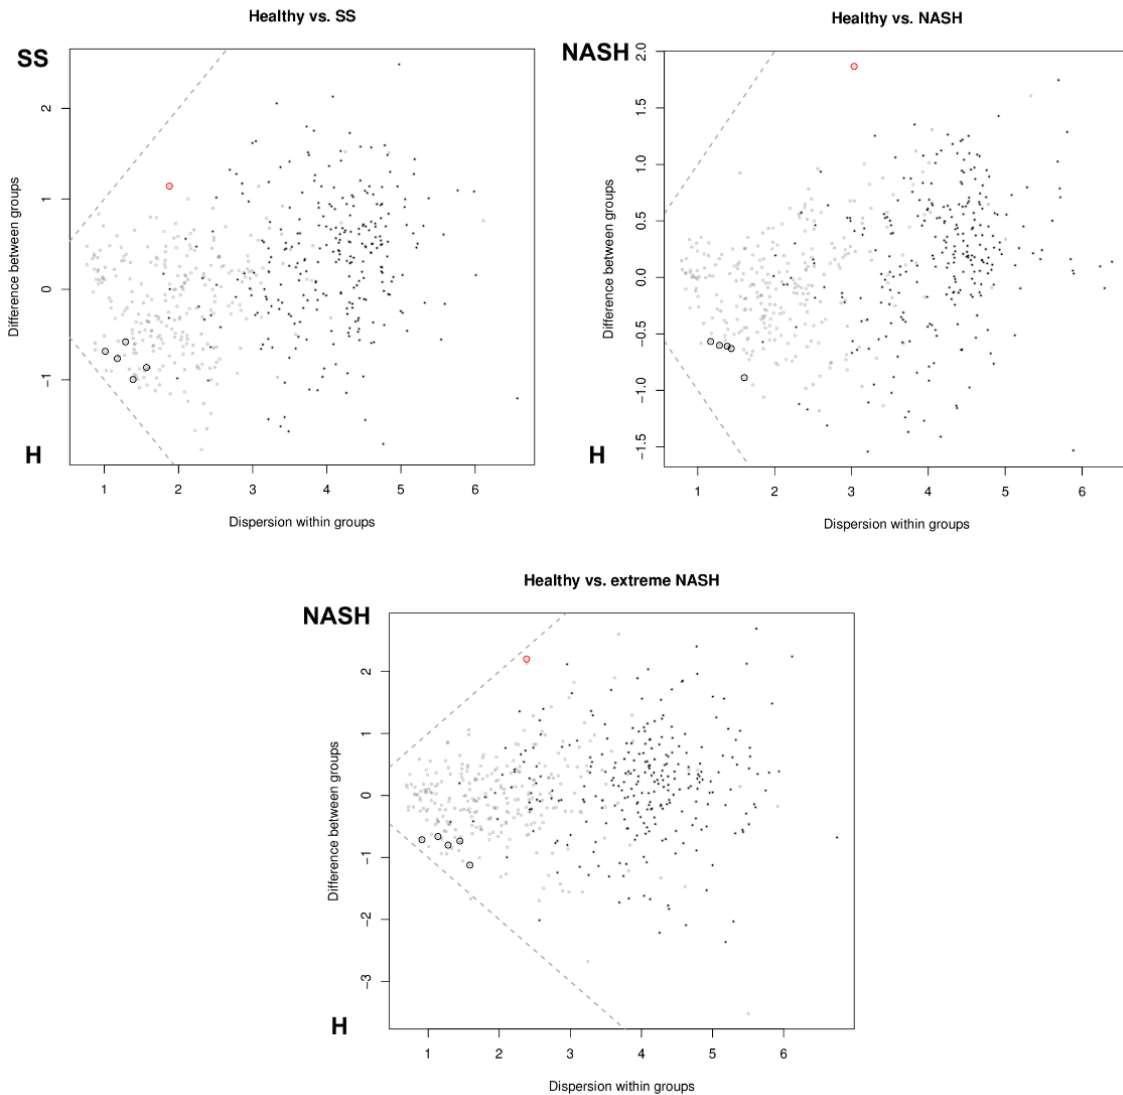 Healthy vs. SS
SS
Difference between groups
2
1
0
−1
H
1 2 3 4 5 6
Dispersion within groups
Healthy vs. NASH
NASH
Difference between groups
2.0
1.5
1.0
0.5
0.0
−0.5
−1.0
−1.5
H
1 2 3 4 5 6
Dispersion within groups
Healthy vs. extreme NASH
NASH
Difference between groups
2
1
0
−1
−2
−3
H
1 2 3 4 5 6
Dispersion within groups